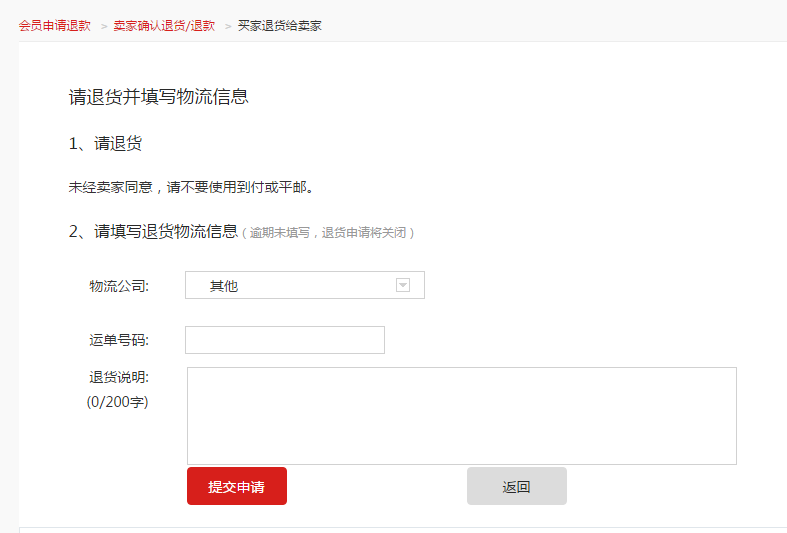 会员申请退款 > 卖家确认退货/退款 > 买家退货给卖家
请退货并填写物流信息
1、请退货
未经卖家同意，请不要使用到付或平邮。
2、请填写退货物流信息（逾期未填写，退货申请将关闭）
物流公司: 其他
运单号码:
退货说明:
(0/200字)
提交申请 返回